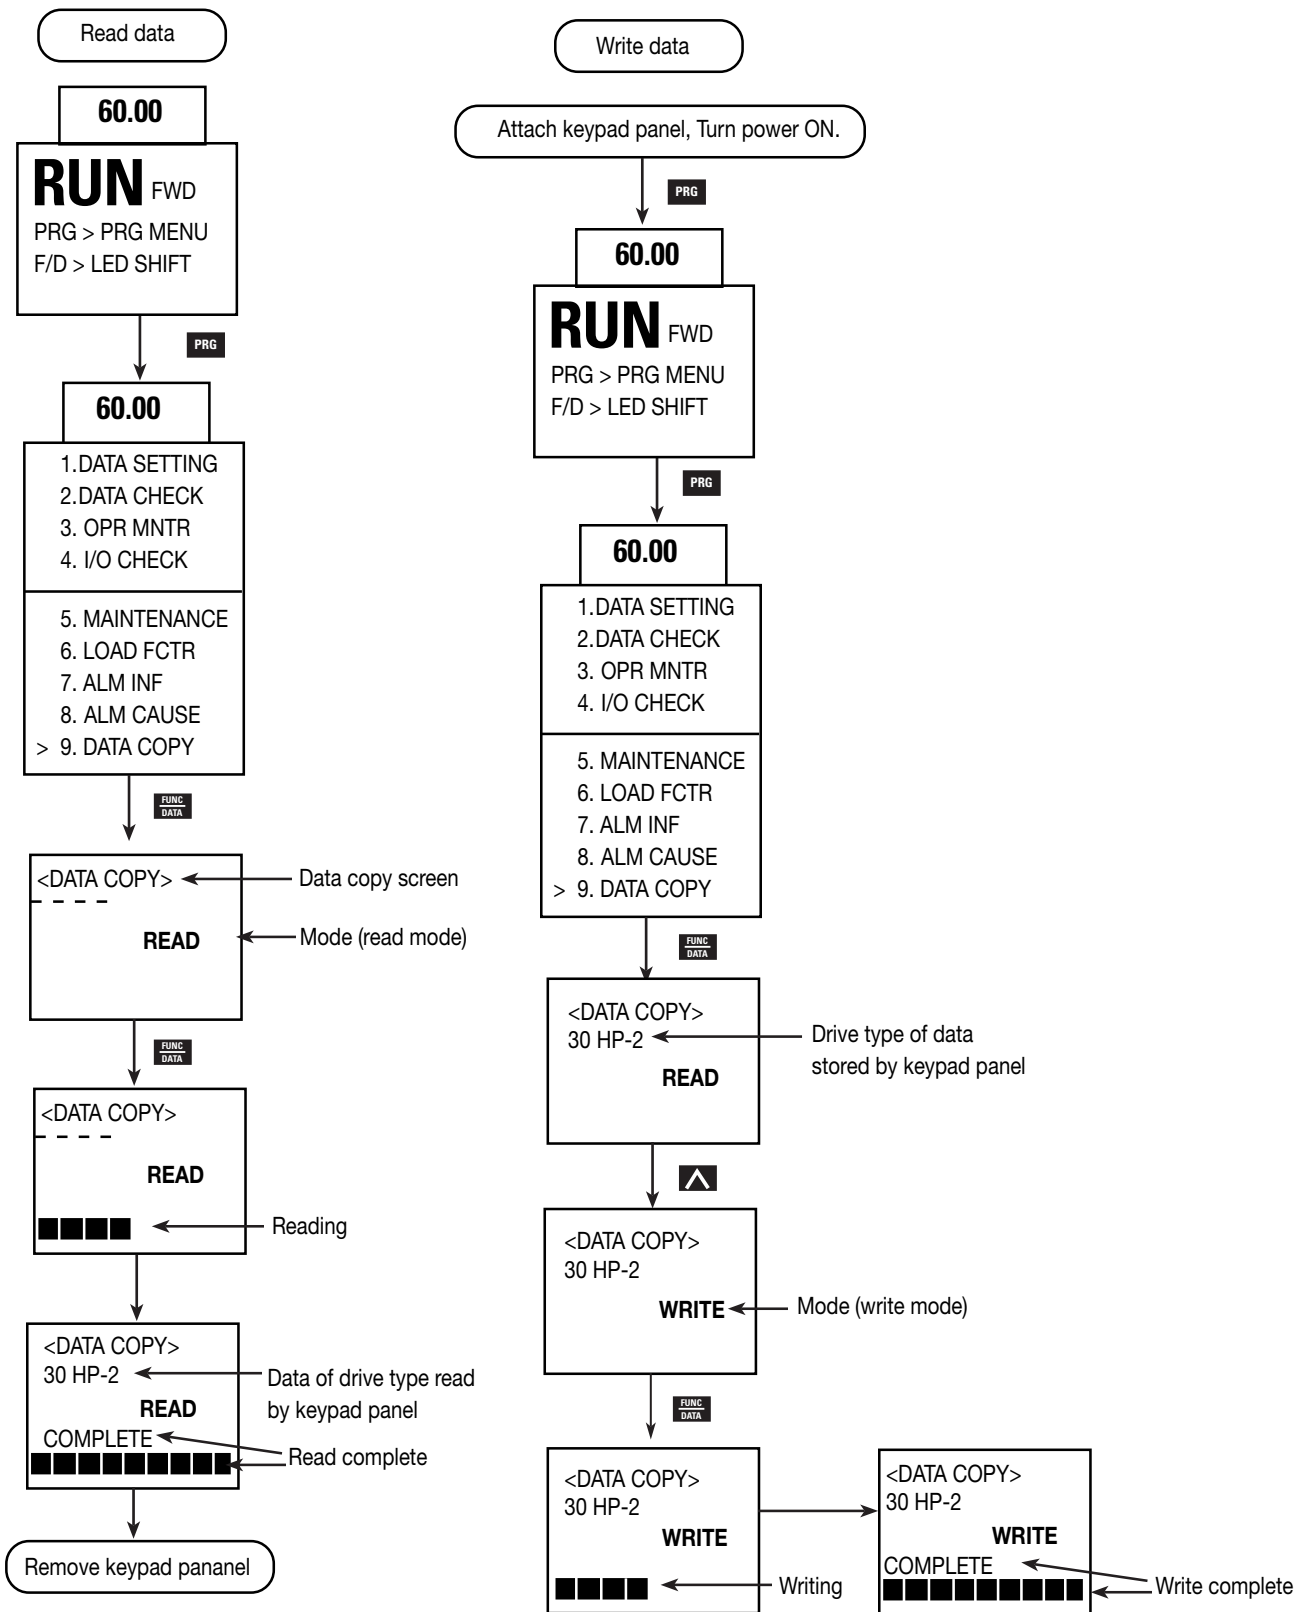 Read data
60.00
RUN FWD
PRG > PRG MENU
F/D > LED SHIFT
PRG
60.00
1.DATA SETTING
2.DATA CHECK
3. OPR MNTR
4. I/O CHECK
5. MAINTENANCE
6. LOAD FCTR
7. ALM INF
8. ALM CAUSE
> 9. DATA COPY
FUNC
DATA
<DATA COPY>
Data copy screen
- - - -
READ
Mode (read mode)
FUNC
DATA
<DATA COPY>
- - - -
READ
Reading
<DATA COPY>
30 HP-2
Data of drive type read
by keypad panel
READ
COMPLETE
Read complete
Remove keypad pananel
Write data
Attach keypad panel, Turn power ON.
PRG
60.00
RUN FWD
PRG > PRG MENU
F/D > LED SHIFT
PRG
60.00
1.DATA SETTING
2.DATA CHECK
3. OPR MNTR
4. I/O CHECK
5. MAINTENANCE
6. LOAD FCTR
7. ALM INF
8. ALM CAUSE
> 9. DATA COPY
FUNC
DATA
<DATA COPY>
30 HP-2
Drive type of data
stored by keypad panel
READ
<DATA COPY>
30 HP-2
WRITE
Mode (write mode)
FUNC
DATA
<DATA COPY>
30 HP-2
WRITE
Writing
<DATA COPY>
30 HP-2
WRITE
COMPLETE
Write complete